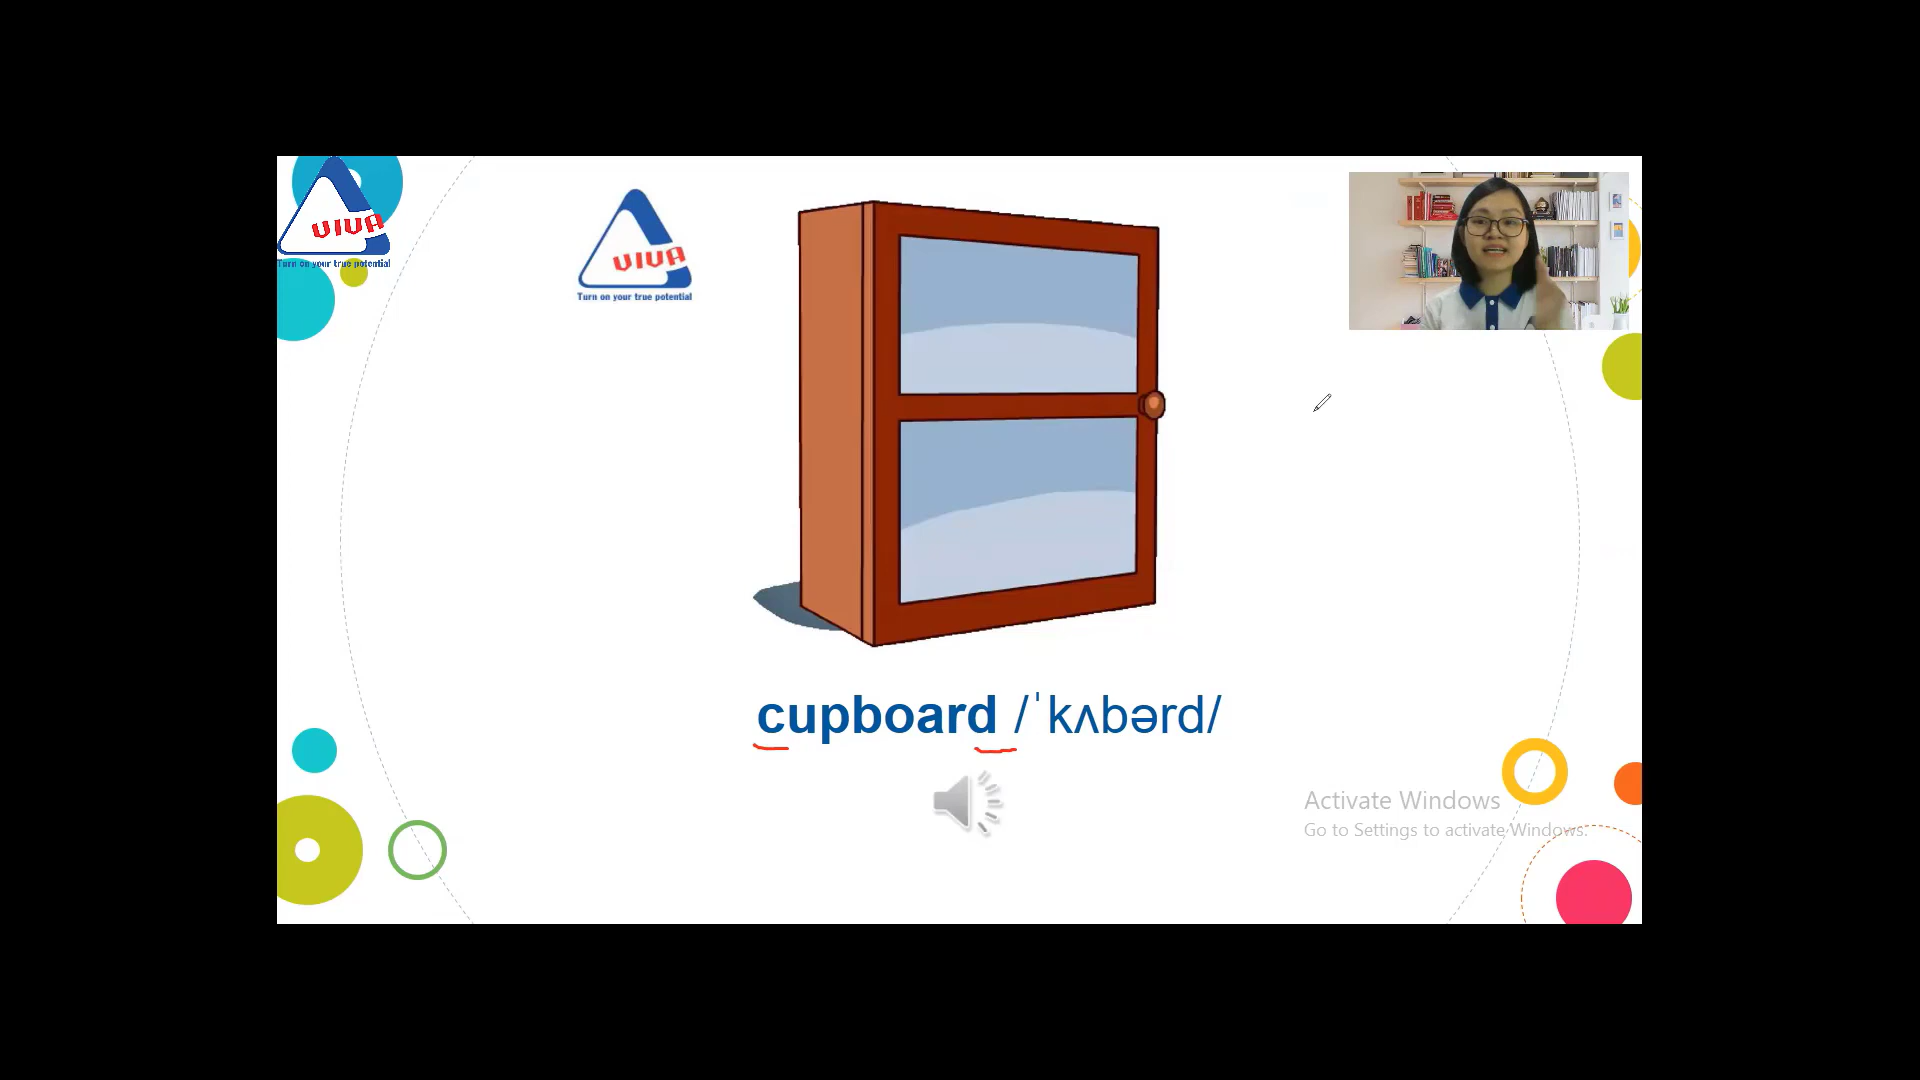 VIVA
Turn on your true potential
VIVA
Turn on your true potential
cupboard /ˈkʌbərd/
Activate Windows
Go to Settings to activate Windows.